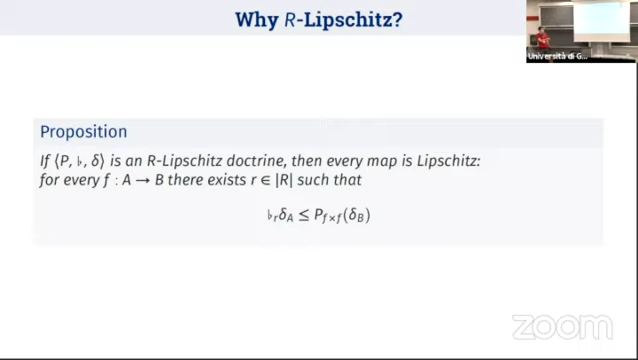 Why R-Lipschitz?
Università di G...
Proposition
If ⟨P, ♭, δ⟩ is an R-Lipschitz doctrine, then every map is Lipschitz:
for every f : A → B there exists r ∈ |R| such that
♭ᵣδ_A ≤ P_{f×f}(δ_B)
zoom